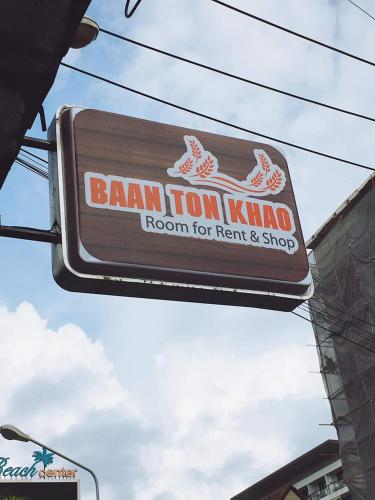 BAAN TON KHAO
Room for Rent & Shop
Beach center